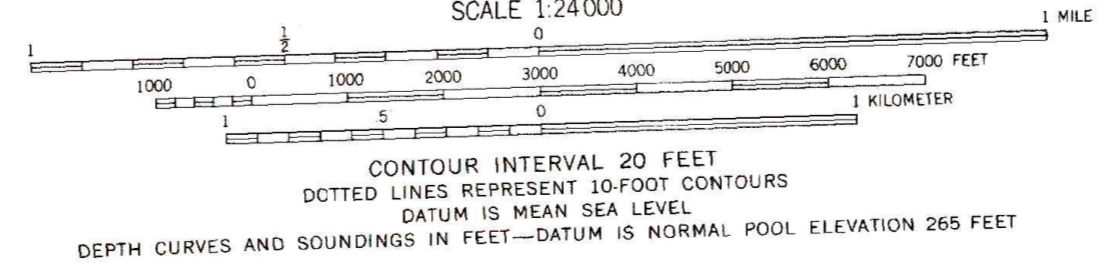 SCALE 1:24000
1 ½ 0 1 MILE
1000 0 1000 2000 3000 4000 5000 6000 7000 FEET
1 .5 0 1 KILOMETER
CONTOUR INTERVAL 20 FEET
DOTTED LINES REPRESENT 10-FOOT CONTOURS
DATUM IS MEAN SEA LEVEL
DEPTH CURVES AND SOUNDINGS IN FEET—DATUM IS NORMAL POOL ELEVATION 265 FEET